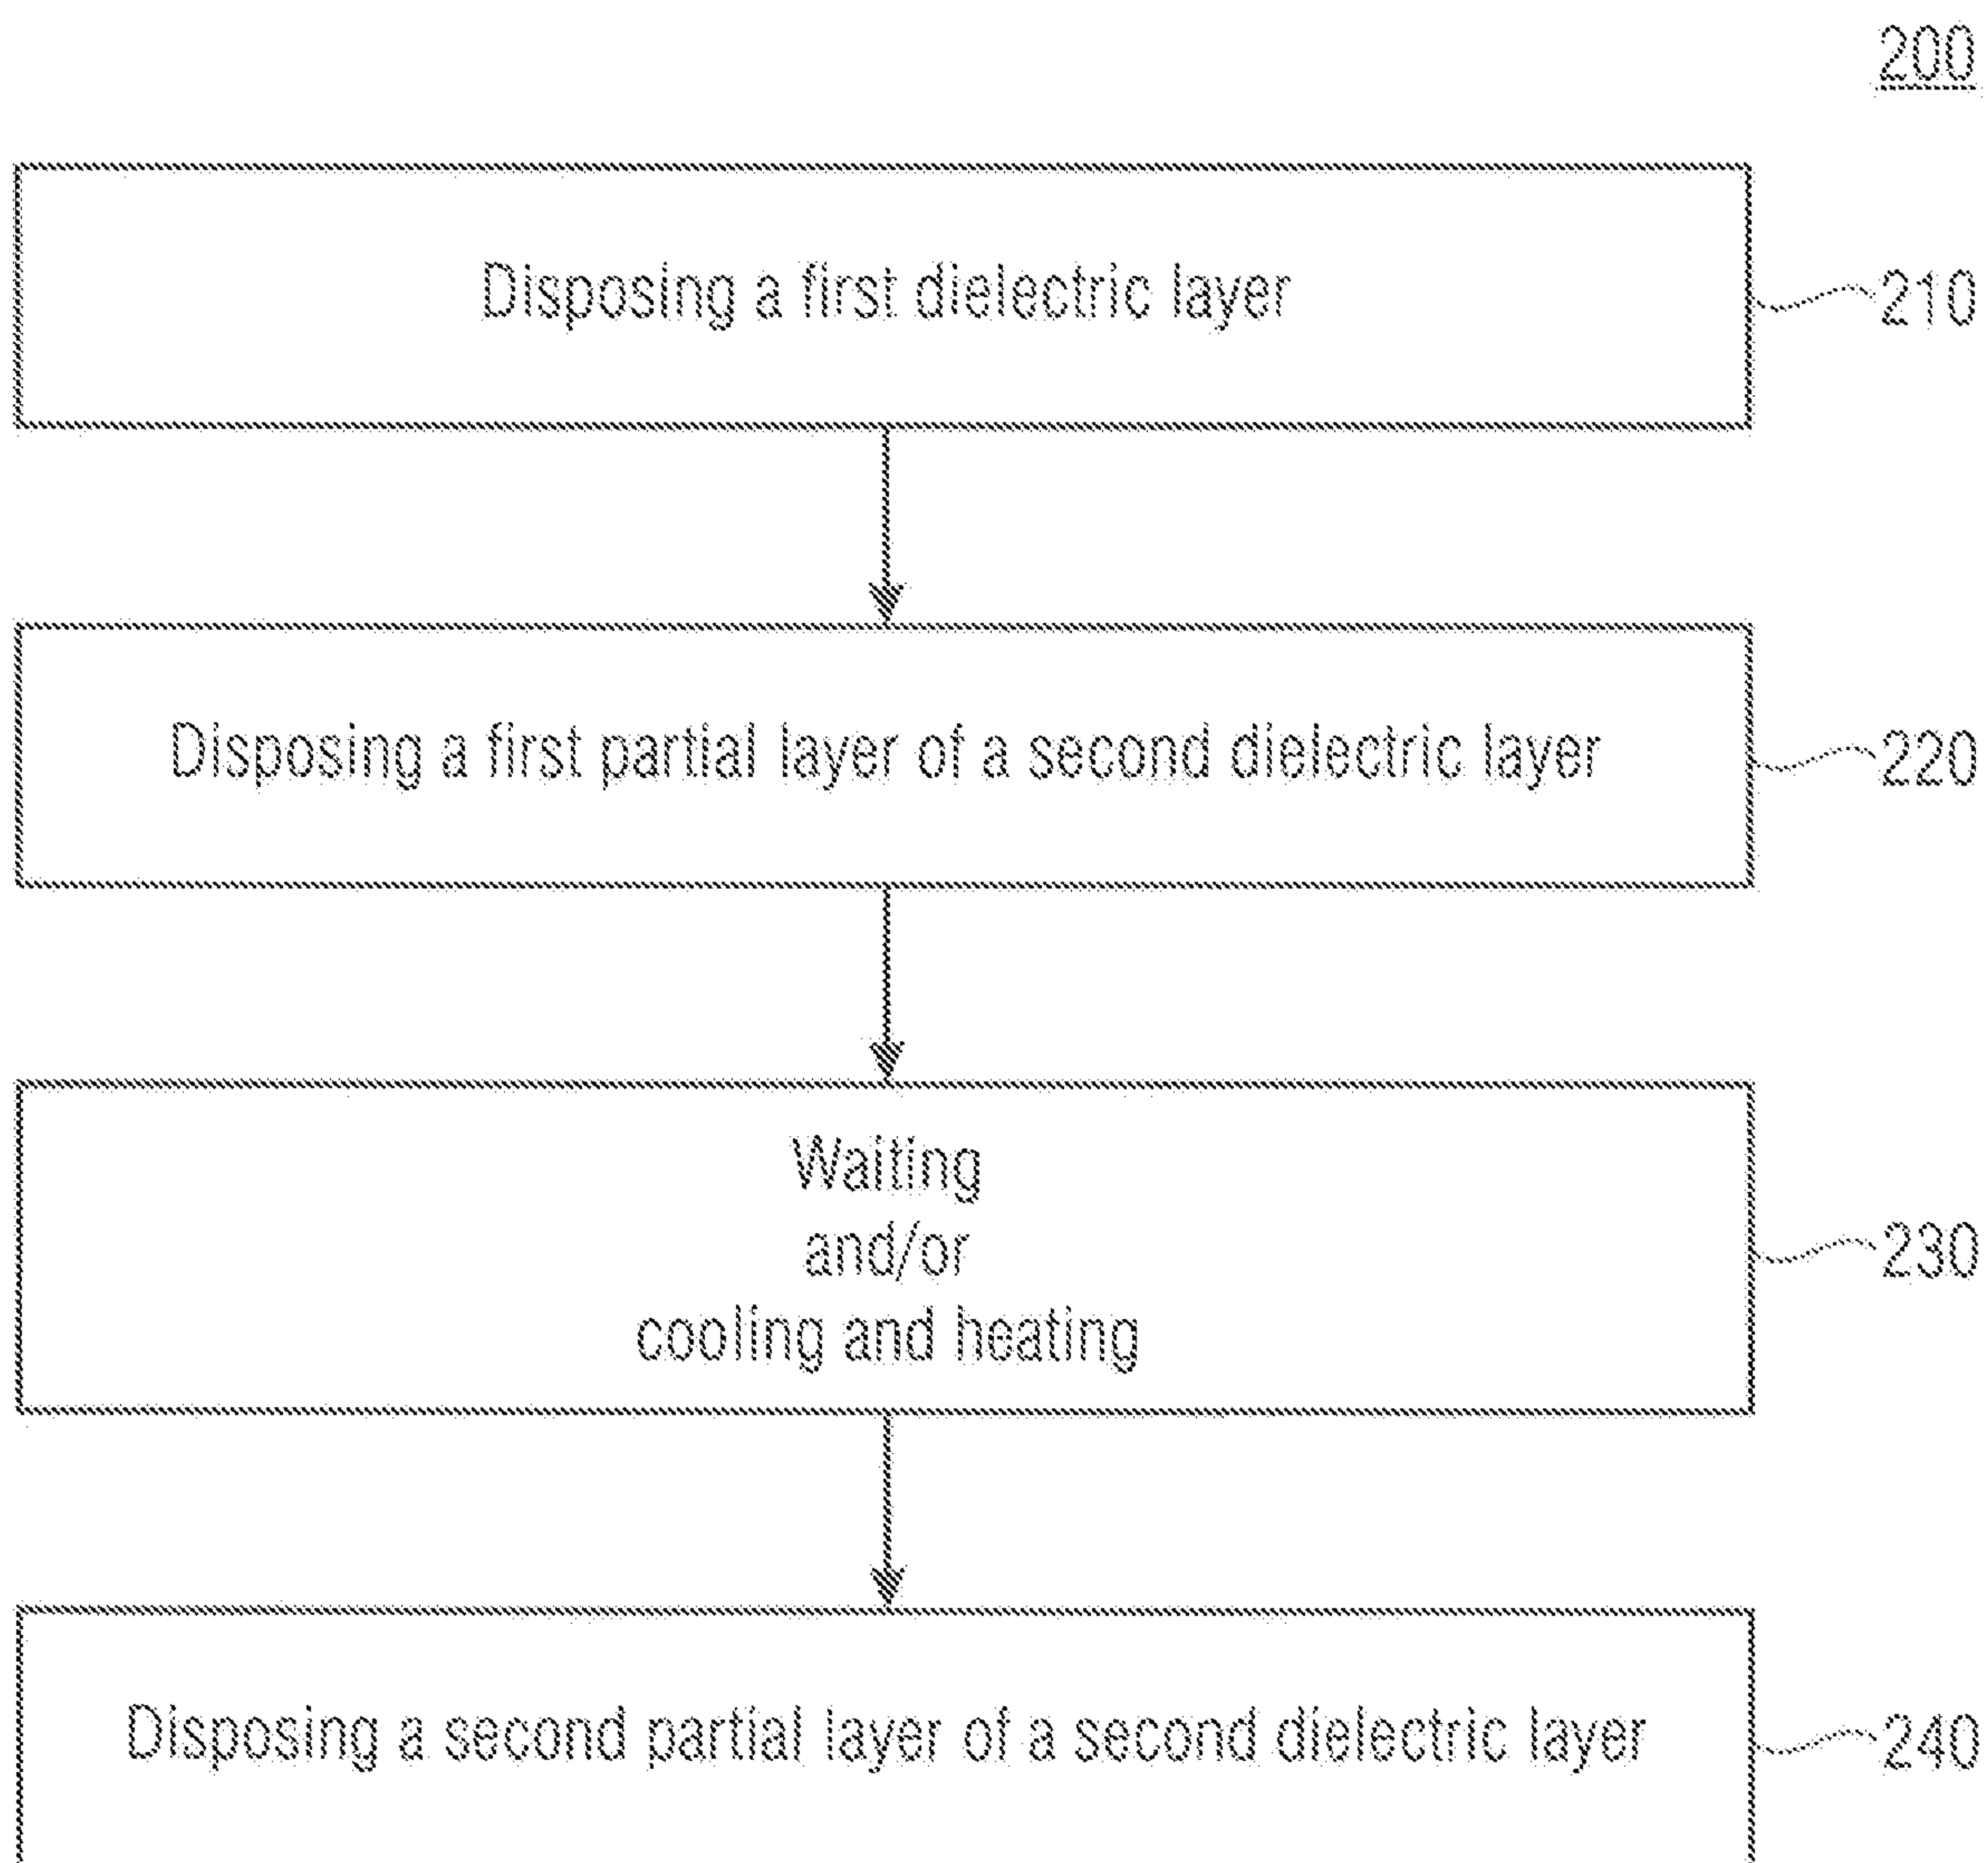 200
Disposing a first dielectric layer
210
Disposing a first partial layer of a second dielectric layer
220
Waiting
and/or
cooling and heating
230
Disposing a second partial layer of a second dielectric layer
240